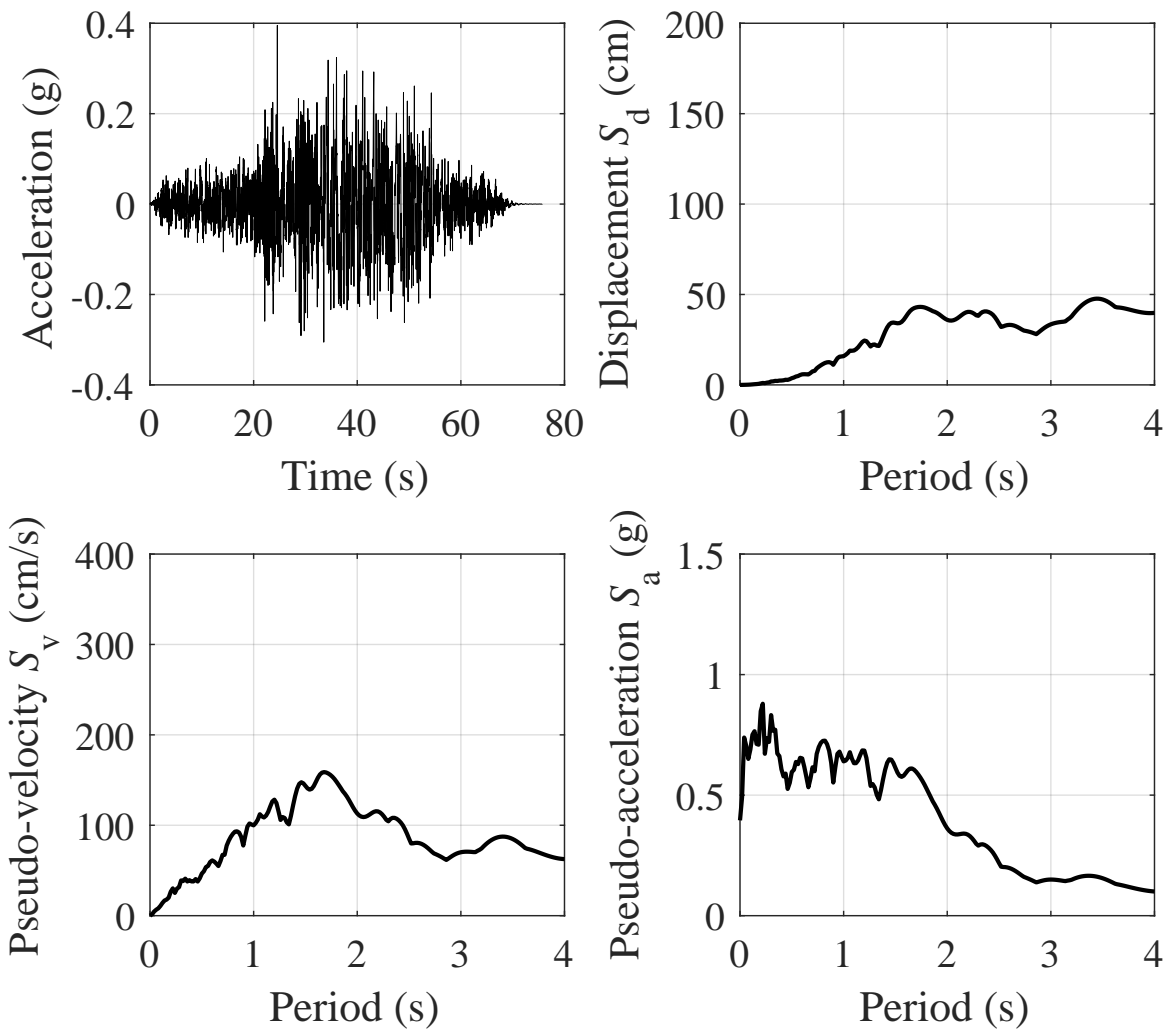 Acceleration (g)
0.4
0.2
0
-0.2
-0.4
0 20 40 60 80
Time (s)
Displacement Sd (cm)
200
150
100
50
0
0 1 2 3 4
Period (s)
Pseudo-velocity Sv (cm/s)
400
300
200
100
0
0 1 2 3 4
Period (s)
Pseudo-acceleration Sa (g)
1.5
1
0.5
0
0 1 2 3 4
Period (s)